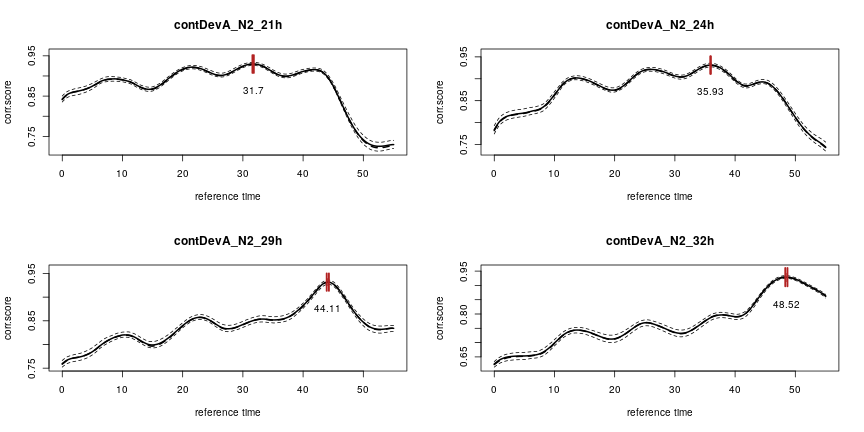 contDevA_N2_21h
corr.score
0.95
0.85
0.75
31.7
0 10 20 30 40 50
reference time
contDevA_N2_24h
corr.score
0.95
0.85
0.75
35.93
0 10 20 30 40 50
reference time
contDevA_N2_29h
corr.score
0.95
0.85
0.75
44.11
0 10 20 30 40 50
reference time
contDevA_N2_32h
corr.score
0.95
0.80
0.65
48.52
0 10 20 30 40 50
reference time